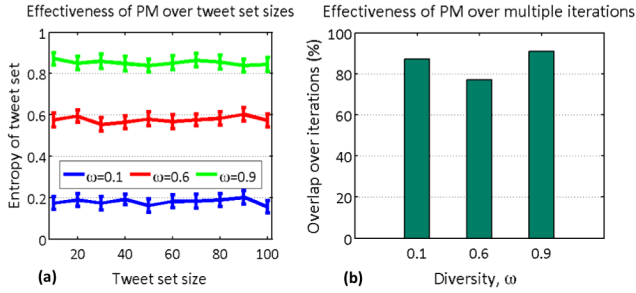 Effectiveness of PM over tweet set sizes
Entropy of tweet set
1
0.8
0.6
0.4
0.2
0
ω=0.1 ω=0.6 ω=0.9
20 40 60 80 100
(a)
Tweet set size
Effectiveness of PM over multiple iterations
Overlap over iterations (%)
100
80
60
40
20
0
0.1 0.6 0.9
(b)
Diversity, ω